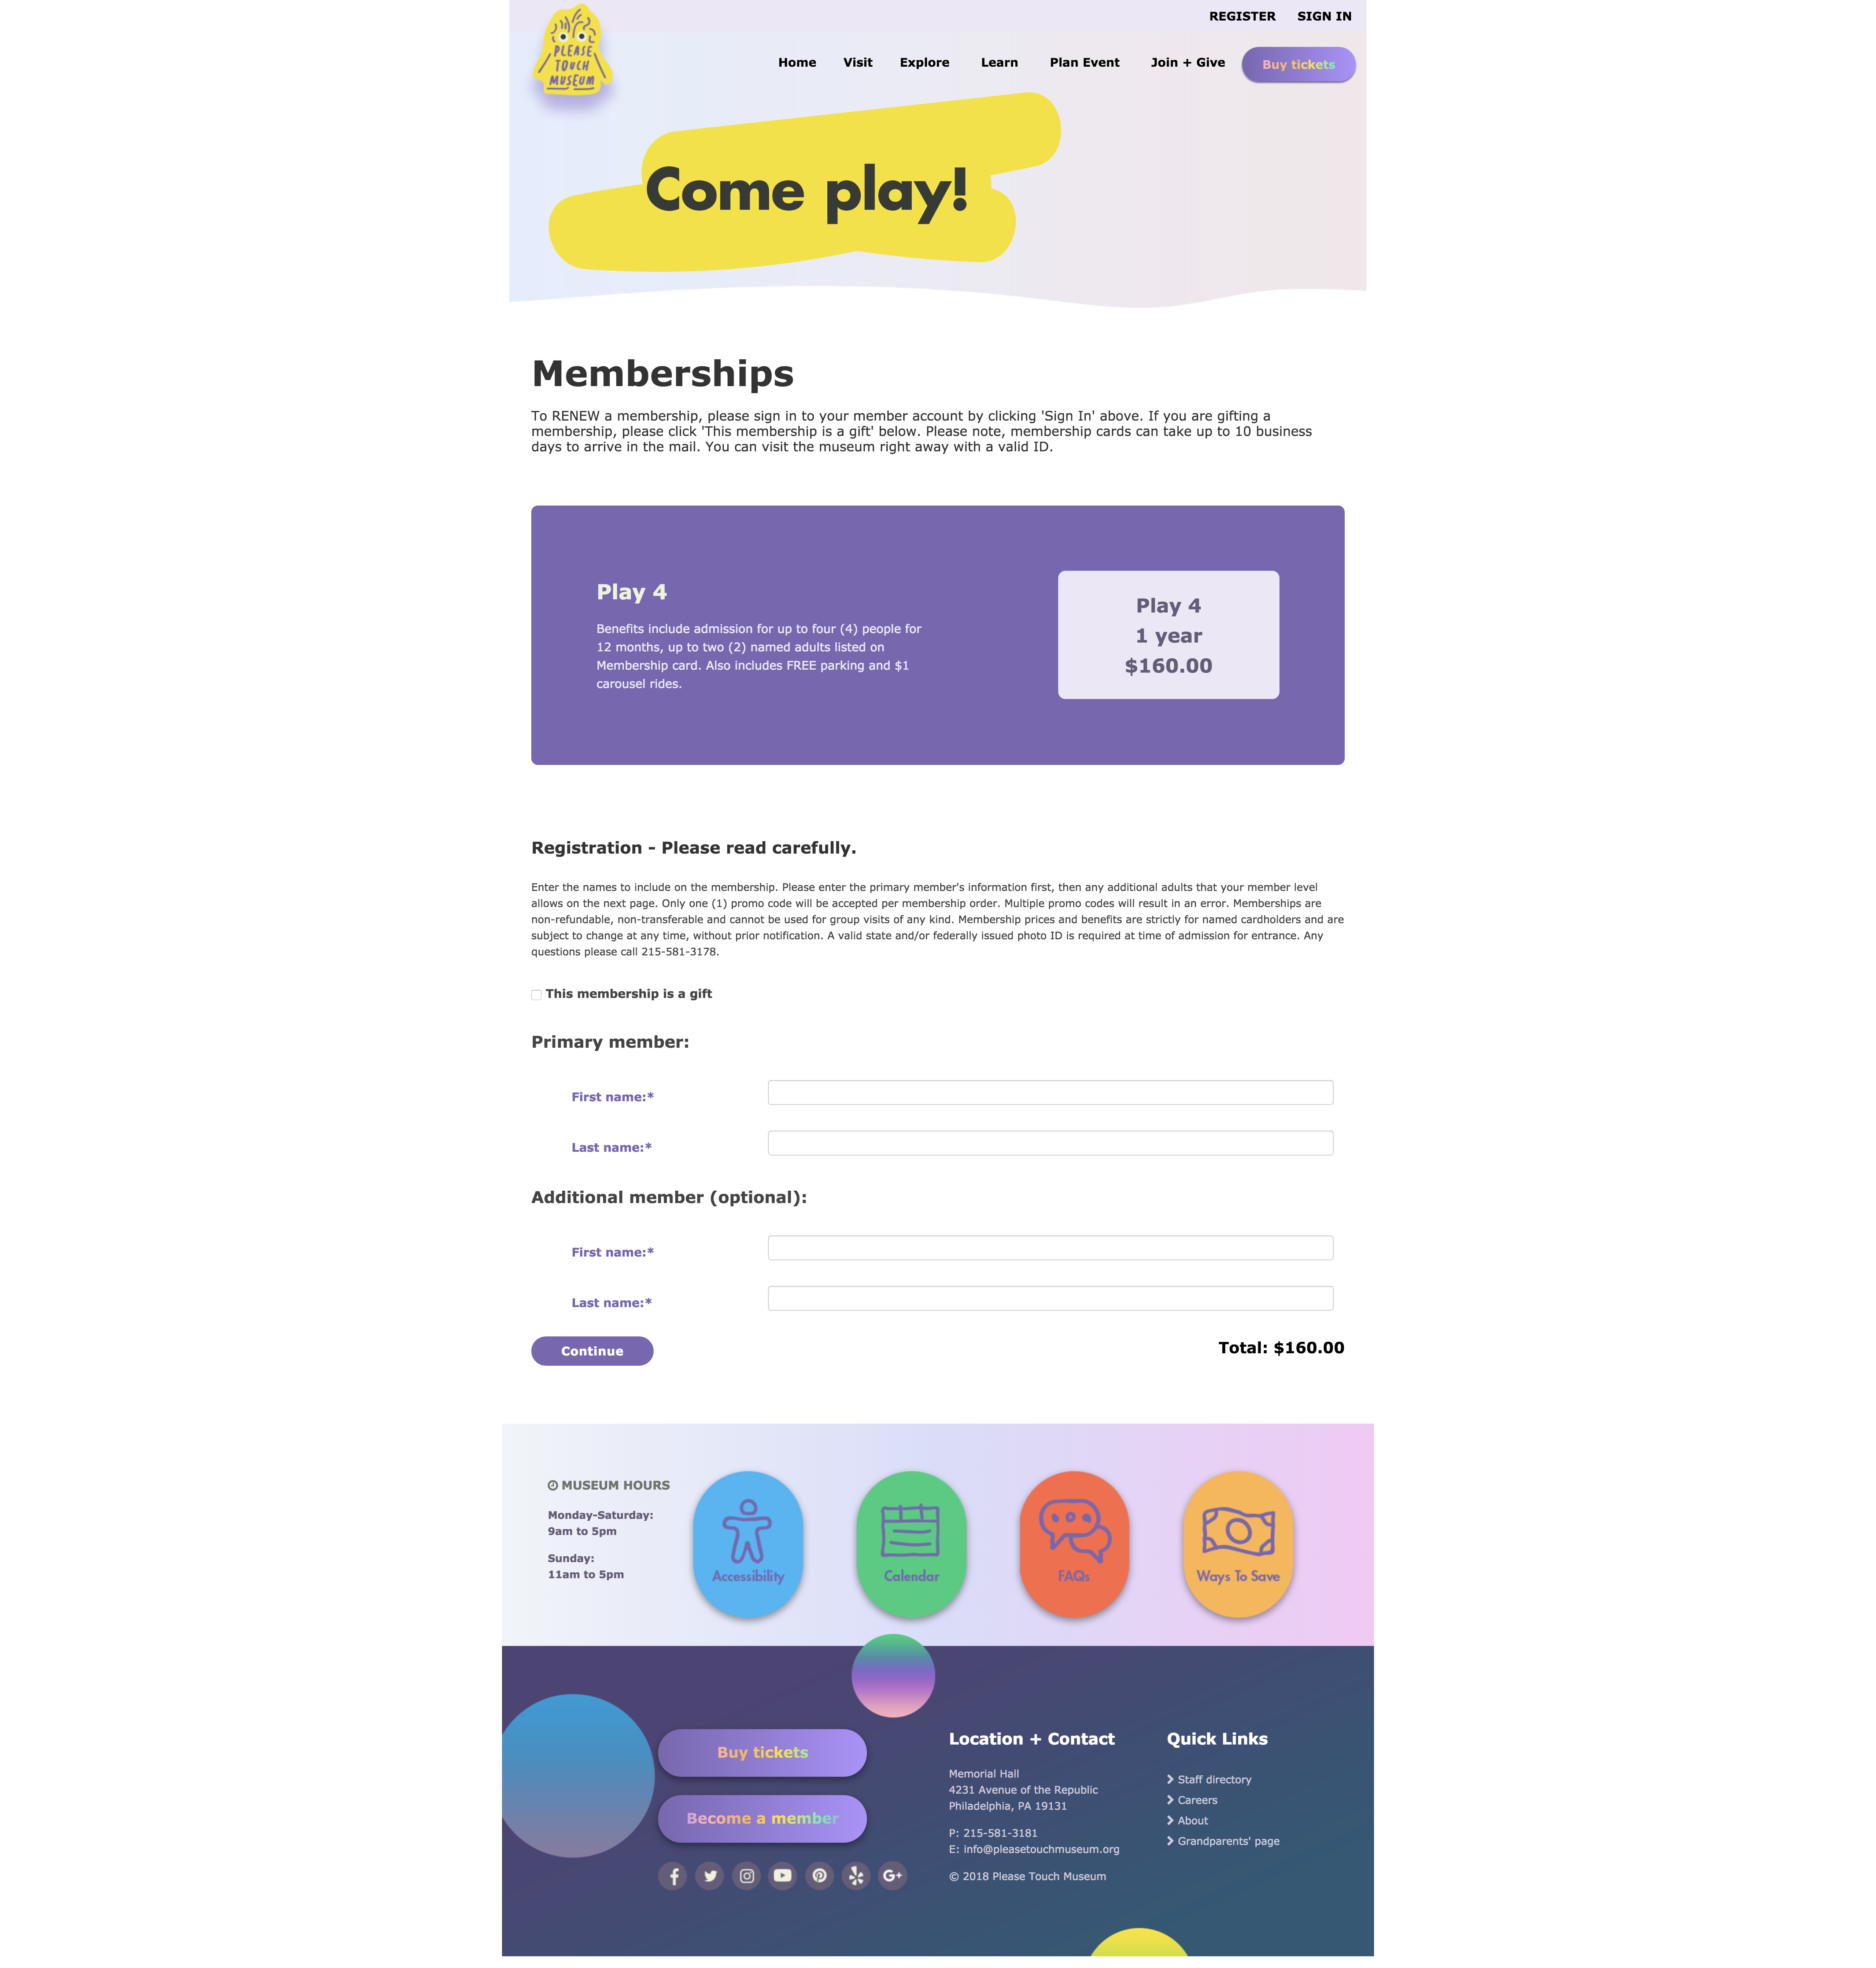 REGISTER SIGN IN
PLEASE
TOUCH
MUSEUM
Home Visit Explore Learn Plan Event Join + Give Buy tickets
Come play!
Memberships
To RENEW a membership, please sign in to your member account by clicking 'Sign In' above. If you are gifting a
membership, please click 'This membership is a gift' below. Please note, membership cards can take up to 10 business
days to arrive in the mail. You can visit the museum right away with a valid ID.
Play 4
Benefits include admission for up to four (4) people for
12 months, up to two (2) named adults listed on
Membership card. Also includes FREE parking and $1
carousel rides.
Play 4
1 year
$160.00
Registration - Please read carefully.
Enter the names to include on the membership. Please enter the primary member's information first, then any additional adults that your member level
allows on the next page. Only one (1) promo code will be accepted per membership order. Multiple promo codes will result in an error. Memberships are
non-refundable, non-transferable and cannot be used for group visits of any kind. Membership prices and benefits are strictly for named cardholders and are
subject to change at any time, without prior notification. A valid state and/or federally issued photo ID is required at time of admission for entrance. Any
questions please call 215-581-3178.
This membership is a gift
Primary member:
First name:*
Last name:*
Additional member (optional):
First name:*
Last name:*
Continue
Total: $160.00
MUSEUM HOURS
Monday-Saturday:
9am to 5pm
Sunday:
11am to 5pm
Accessibility
Calendar
FAQs
Ways To Save
Buy tickets
Become a member
Location + Contact
Memorial Hall
4231 Avenue of the Republic
Philadelphia, PA 19131
P: 215-581-3181
E: info@pleasetouchmuseum.org
© 2018 Please Touch Museum
Quick Links
Staff directory
Careers
About
Grandparents' page